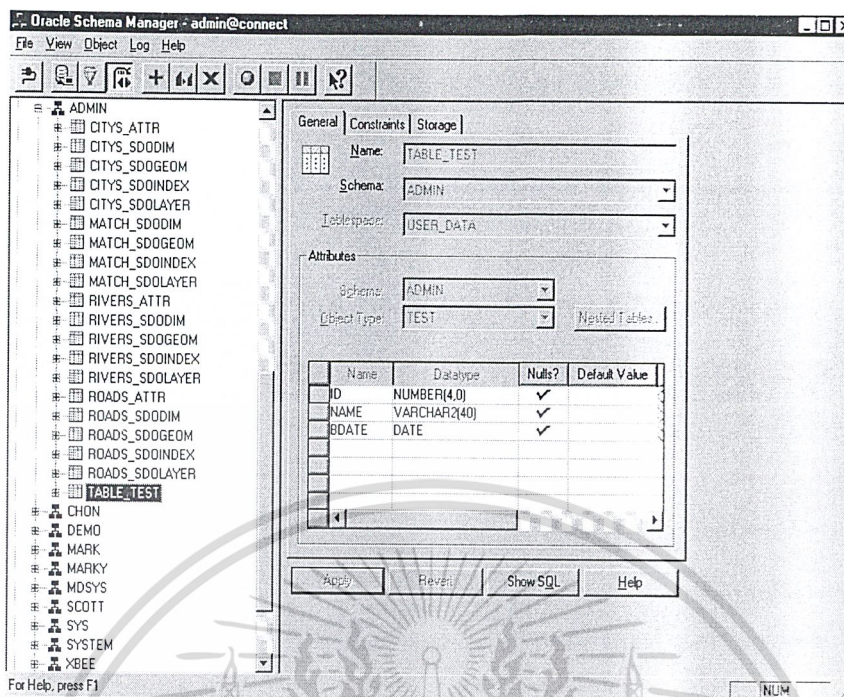 Oracle Schema Manager - admin@connect
File View Object Log Help
ADMIN
CITYS_ATTR
CITYS_SDODIM
CITYS_SDOGEOM
CITYS_SDOINDEX
CITYS_SDOLAYER
MATCH_SDODIM
MATCH_SDOGEOM
MATCH_SDOINDEX
MATCH_SDOLAYER
RIVERS_ATTR
RIVERS_SDODIM
RIVERS_SDOGEOM
RIVERS_SDOINDEX
RIVERS_SDOLAYER
ROADS_ATTR
ROADS_SDODIM
ROADS_SDOGEOM
ROADS_SDOINDEX
ROADS_SDOLAYER
TABLE_TEST
CHON
DEMO
MARK
MARKY
MDSYS
SCOTT
SYS
SYSTEM
XBEE
General Constraints Storage
Name: TABLE_TEST
Schema: ADMIN
Tablespace: USER_DATA
Attributes
Schema: ADMIN
Object Type: TEST Nested Tables...
Name Datatype Nulls? Default Value
ID NUMBER(4,0)
NAME VARCHAR2(40)
BDATE DATE
Apply Revert Show SQL Help
For Help, press F1
NUM